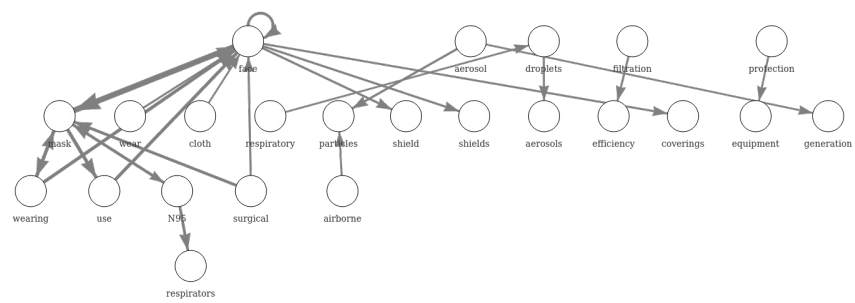 face aerosol droplets filtration protection
mask wear cloth respiratory particles shield shields aerosols efficiency coverings equipment generation
wearing use N95 surgical airborne
respirators